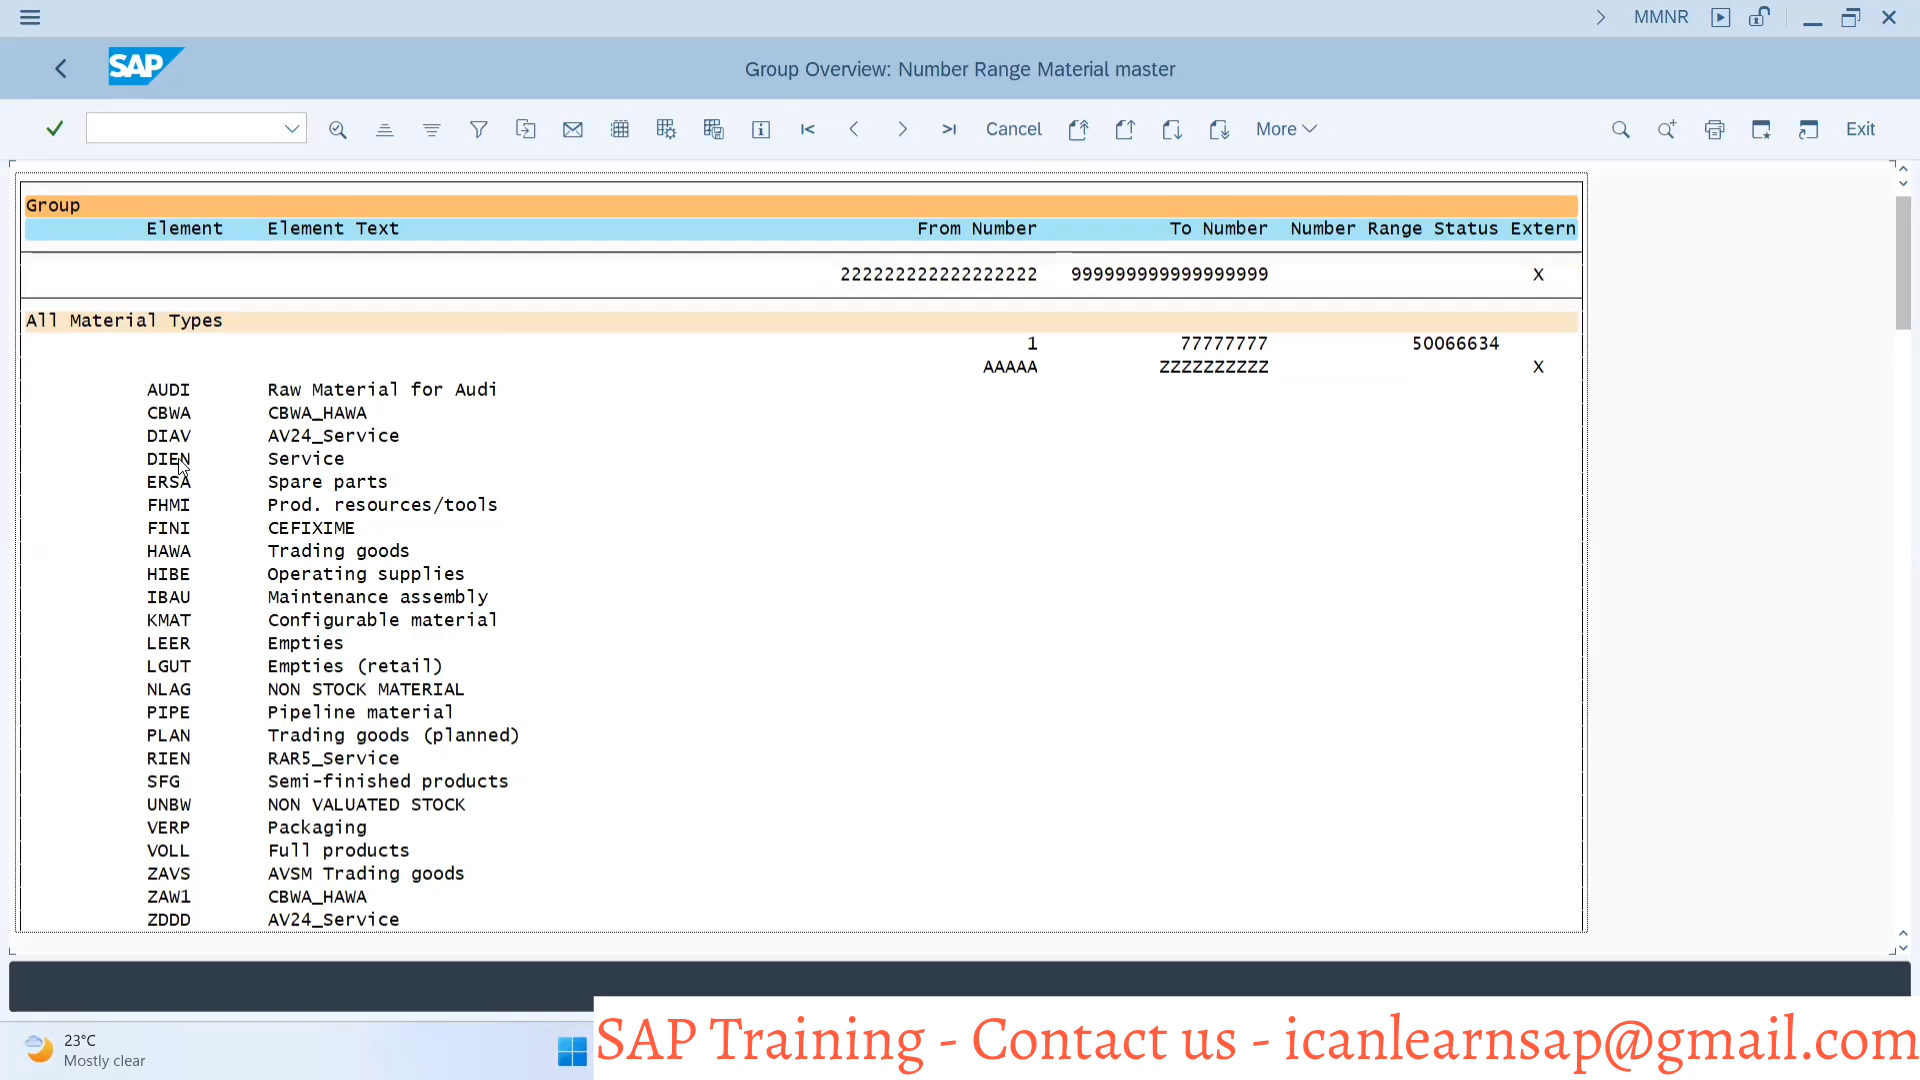 MMNR
SAP
Group Overview: Number Range Material master
Cancel
More
Exit
Group
Element Element Text From Number To Number Number Range Status Extern
222222222222222222 999999999999999999 X
All Material Types
1 77777777 50066634
AAAAA ZZZZZZZZZZ X
AUDI Raw Material for Audi
CBWA CBWA_HAWA
DIAV AV24_Service
DIEN Service
ERSA Spare parts
FHMI Prod. resources/tools
FINI CEFIXIME
HAWA Trading goods
HIBE Operating supplies
IBAU Maintenance assembly
KMAT Configurable material
LEER Empties
LGUT Empties (retail)
NLAG NON STOCK MATERIAL
PIPE Pipeline material
PLAN Trading goods (planned)
RIEN RAR5_Service
SFG Semi-finished products
UNBW NON VALUATED STOCK
VERP Packaging
VOLL Full products
ZAVS AVSM Trading goods
ZAW1 CBWA_HAWA
ZDDD AV24_Service
23°C
Mostly clear
SAP Training - Contact us - icanlearnsap@gmail.com